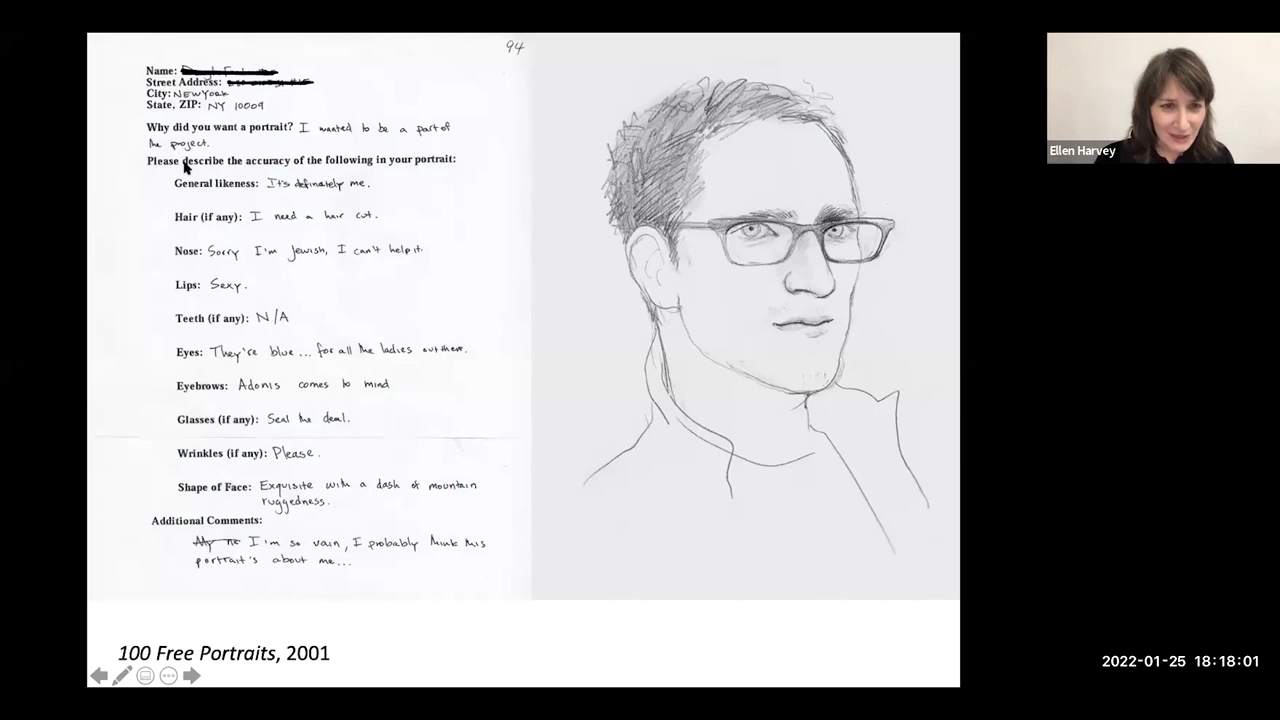 94
Name:
Street Address:
City: NEW York
State, ZIP: NY 10009
Why did you want a portrait? I wanted to be a part of
the project.
Please describe the accuracy of the following in your portrait:
General likeness: It's definately me.
Hair (if any): I need a hair cut.
Nose: Sorry I'm Jewish, I can't help it.
Lips: Sexy.
Teeth (if any): N/A
Eyes: They're blue... for all the ladies out there.
Eyebrows: Adonis comes to mind
Glasses (if any): Seal the deal.
Wrinkles (if any): Please.
Shape of Face: Exquisite with a dash of mountain
ruggedness.
Additional Comments:
I'm so vain, I probably think this
portrait's about me...
100 Free Portraits, 2001
Ellen Harvey
2022-01-25 18:18:01